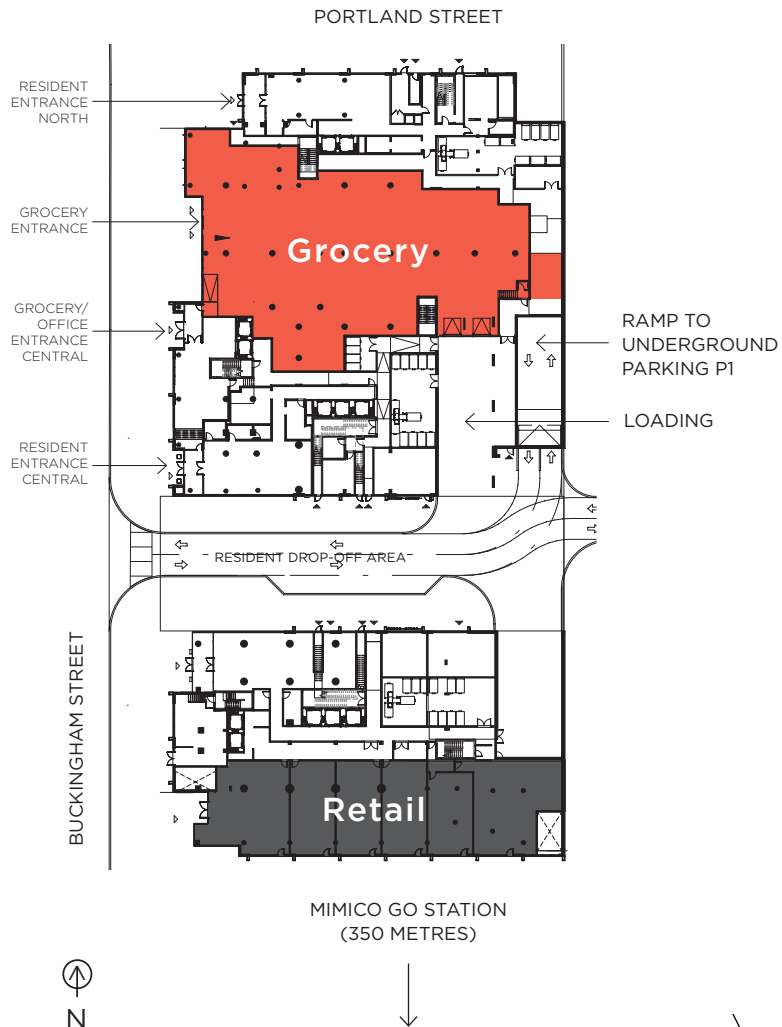 PORTLAND STREET
RESIDENT
ENTRANCE
NORTH
GROCERY
ENTRANCE
Grocery
GROCERY/
OFFICE
ENTRANCE
CENTRAL
RAMP TO
UNDERGROUND
PARKING P1
LOADING
RESIDENT
ENTRANCE
CENTRAL
RESIDENT DROP-OFF AREA
BUCKINGHAM STREET
Retail
MIMICO GO STATION
(350 METRES)
N